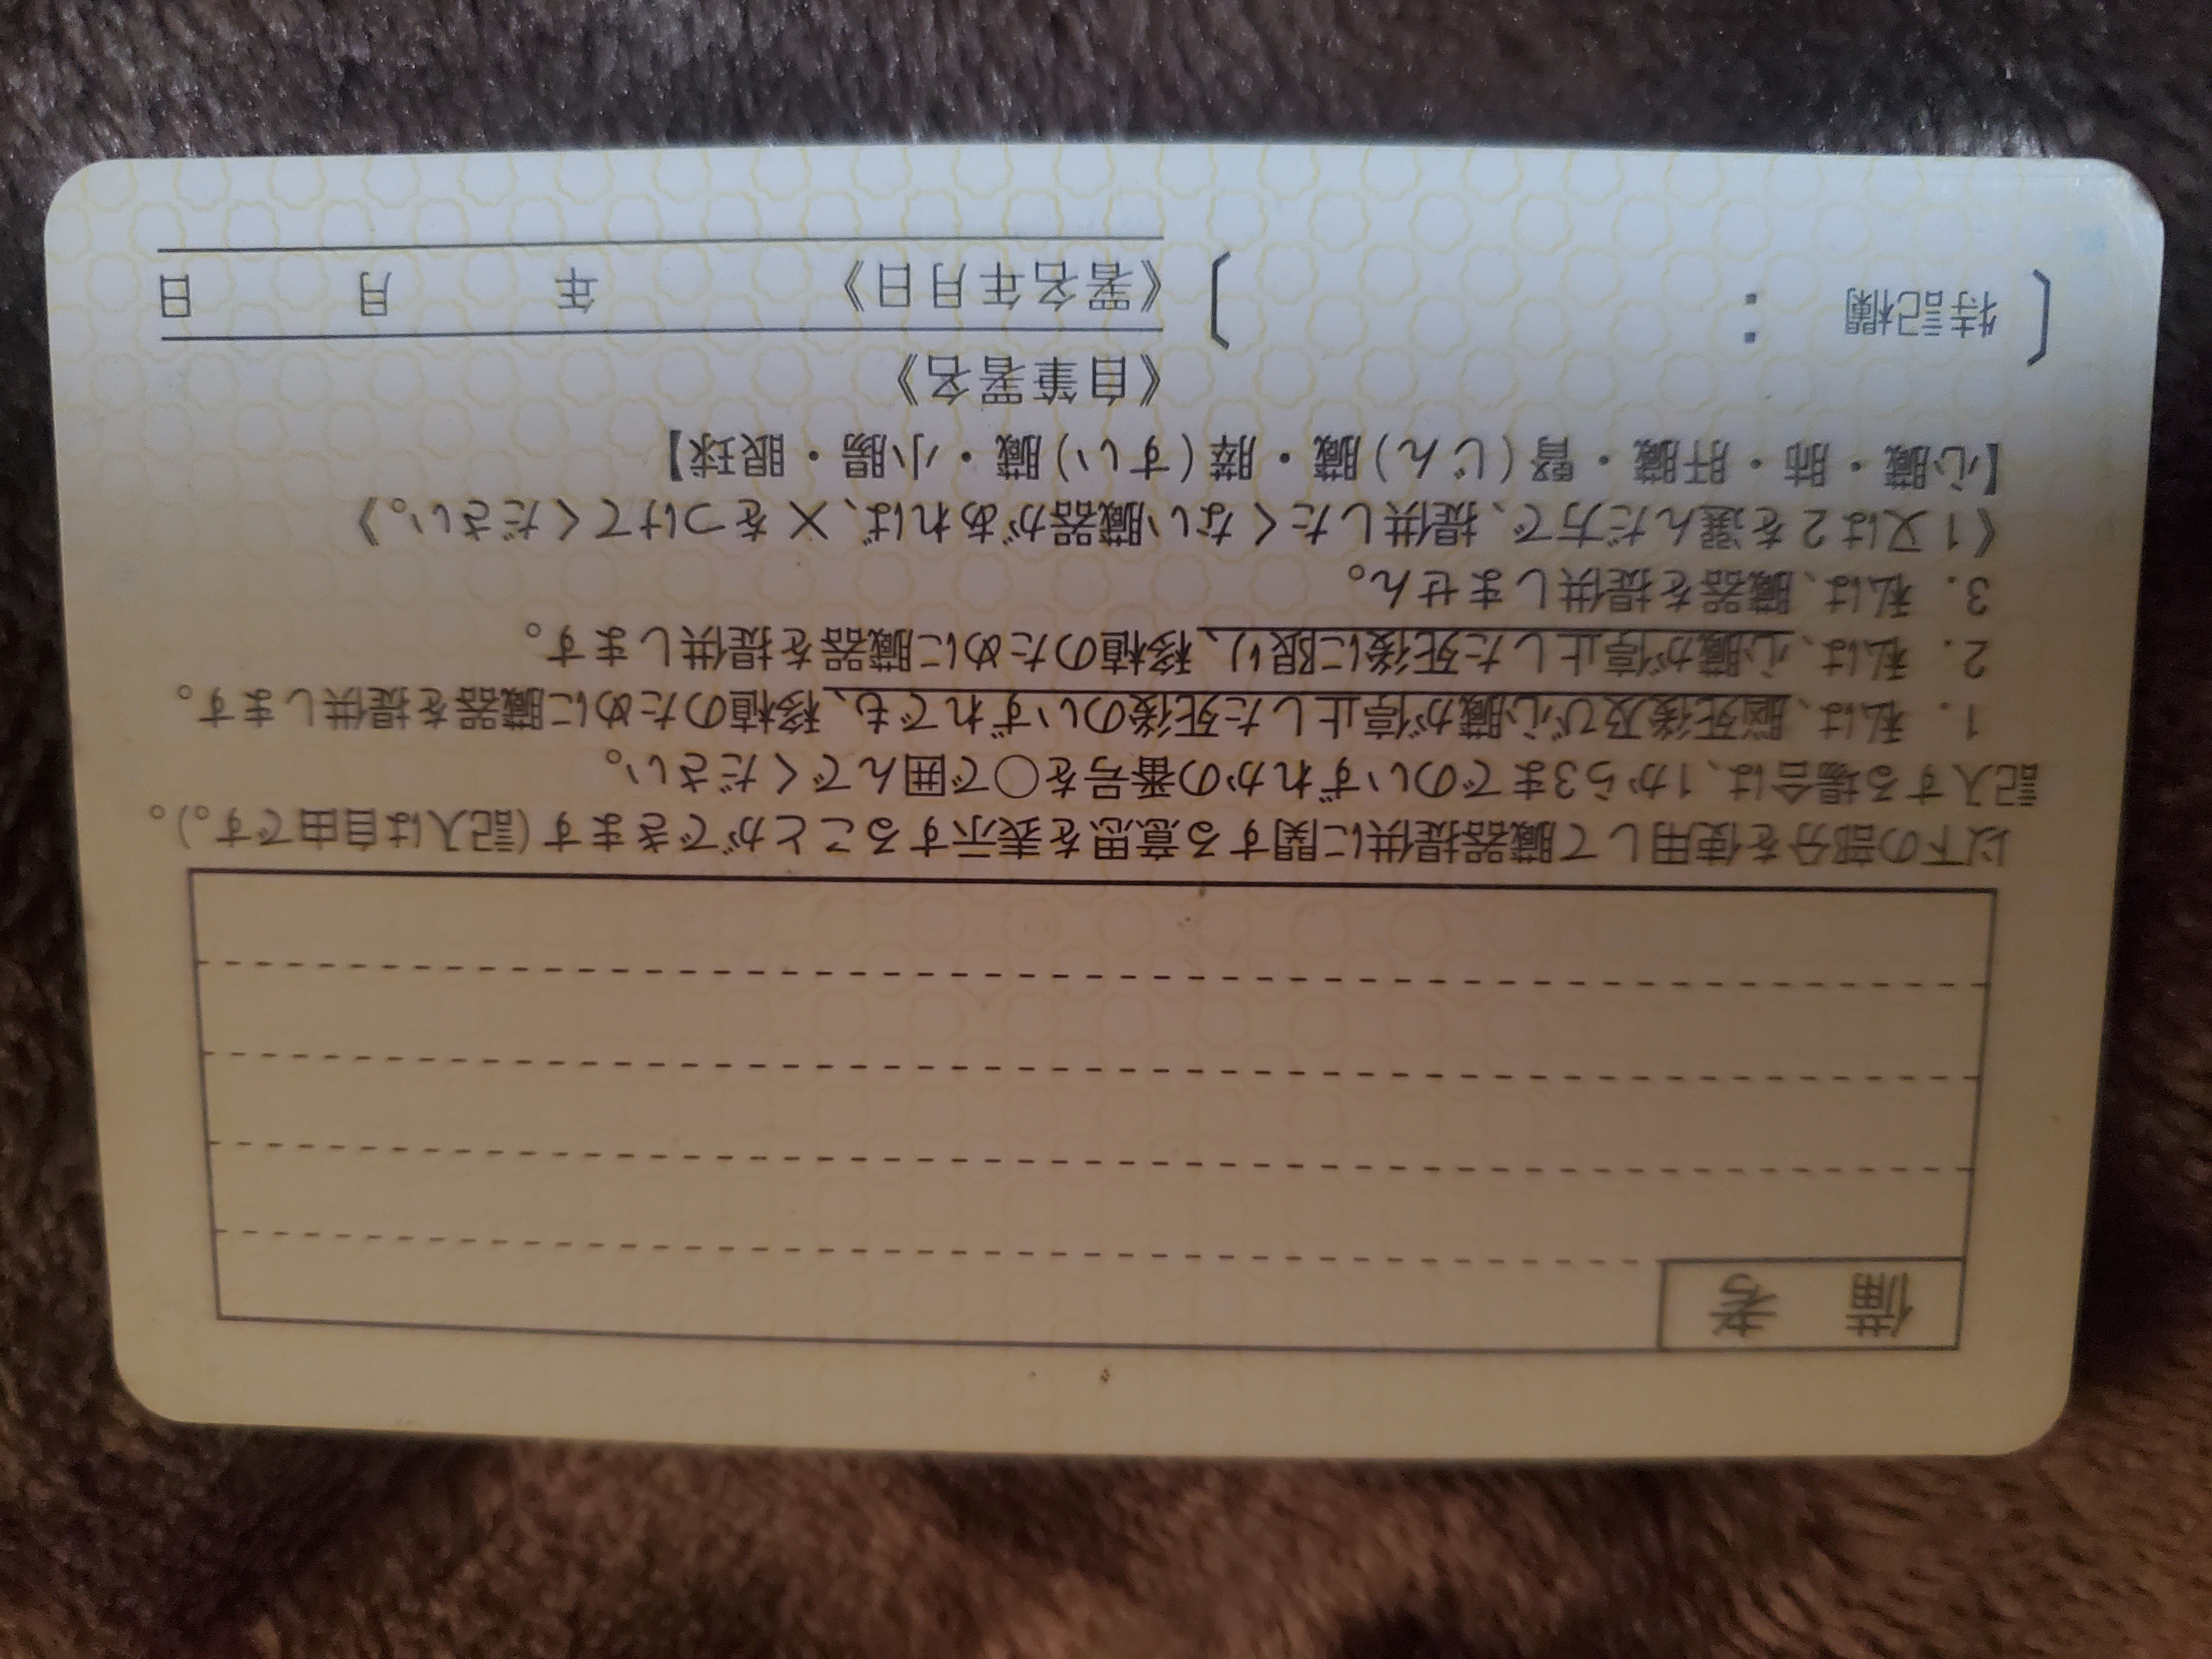 備 考
以下の部分を使用して臓器提供に関する意思を表示することができます(記入は自由です。)。
記入する場合は、1から3までのいずれかの番号を○で囲んでください。
1. 私は、脳死後及び心臓が停止した死後のいずれでも、移植のために臓器を提供します。
2. 私は、心臓が停止した死後に限り、移植のために臓器を提供します。
3. 私は、臓器を提供しません。
《1又は2を選んだ方で、提供したくない臓器があれば、×をつけてください。》
【心臓・肺・肝臓・腎(じん)臓・膵(すい)臓・小腸・眼球】
《自筆署名》
〔 特記欄 : 〕
《署名年月日》 年 月 日